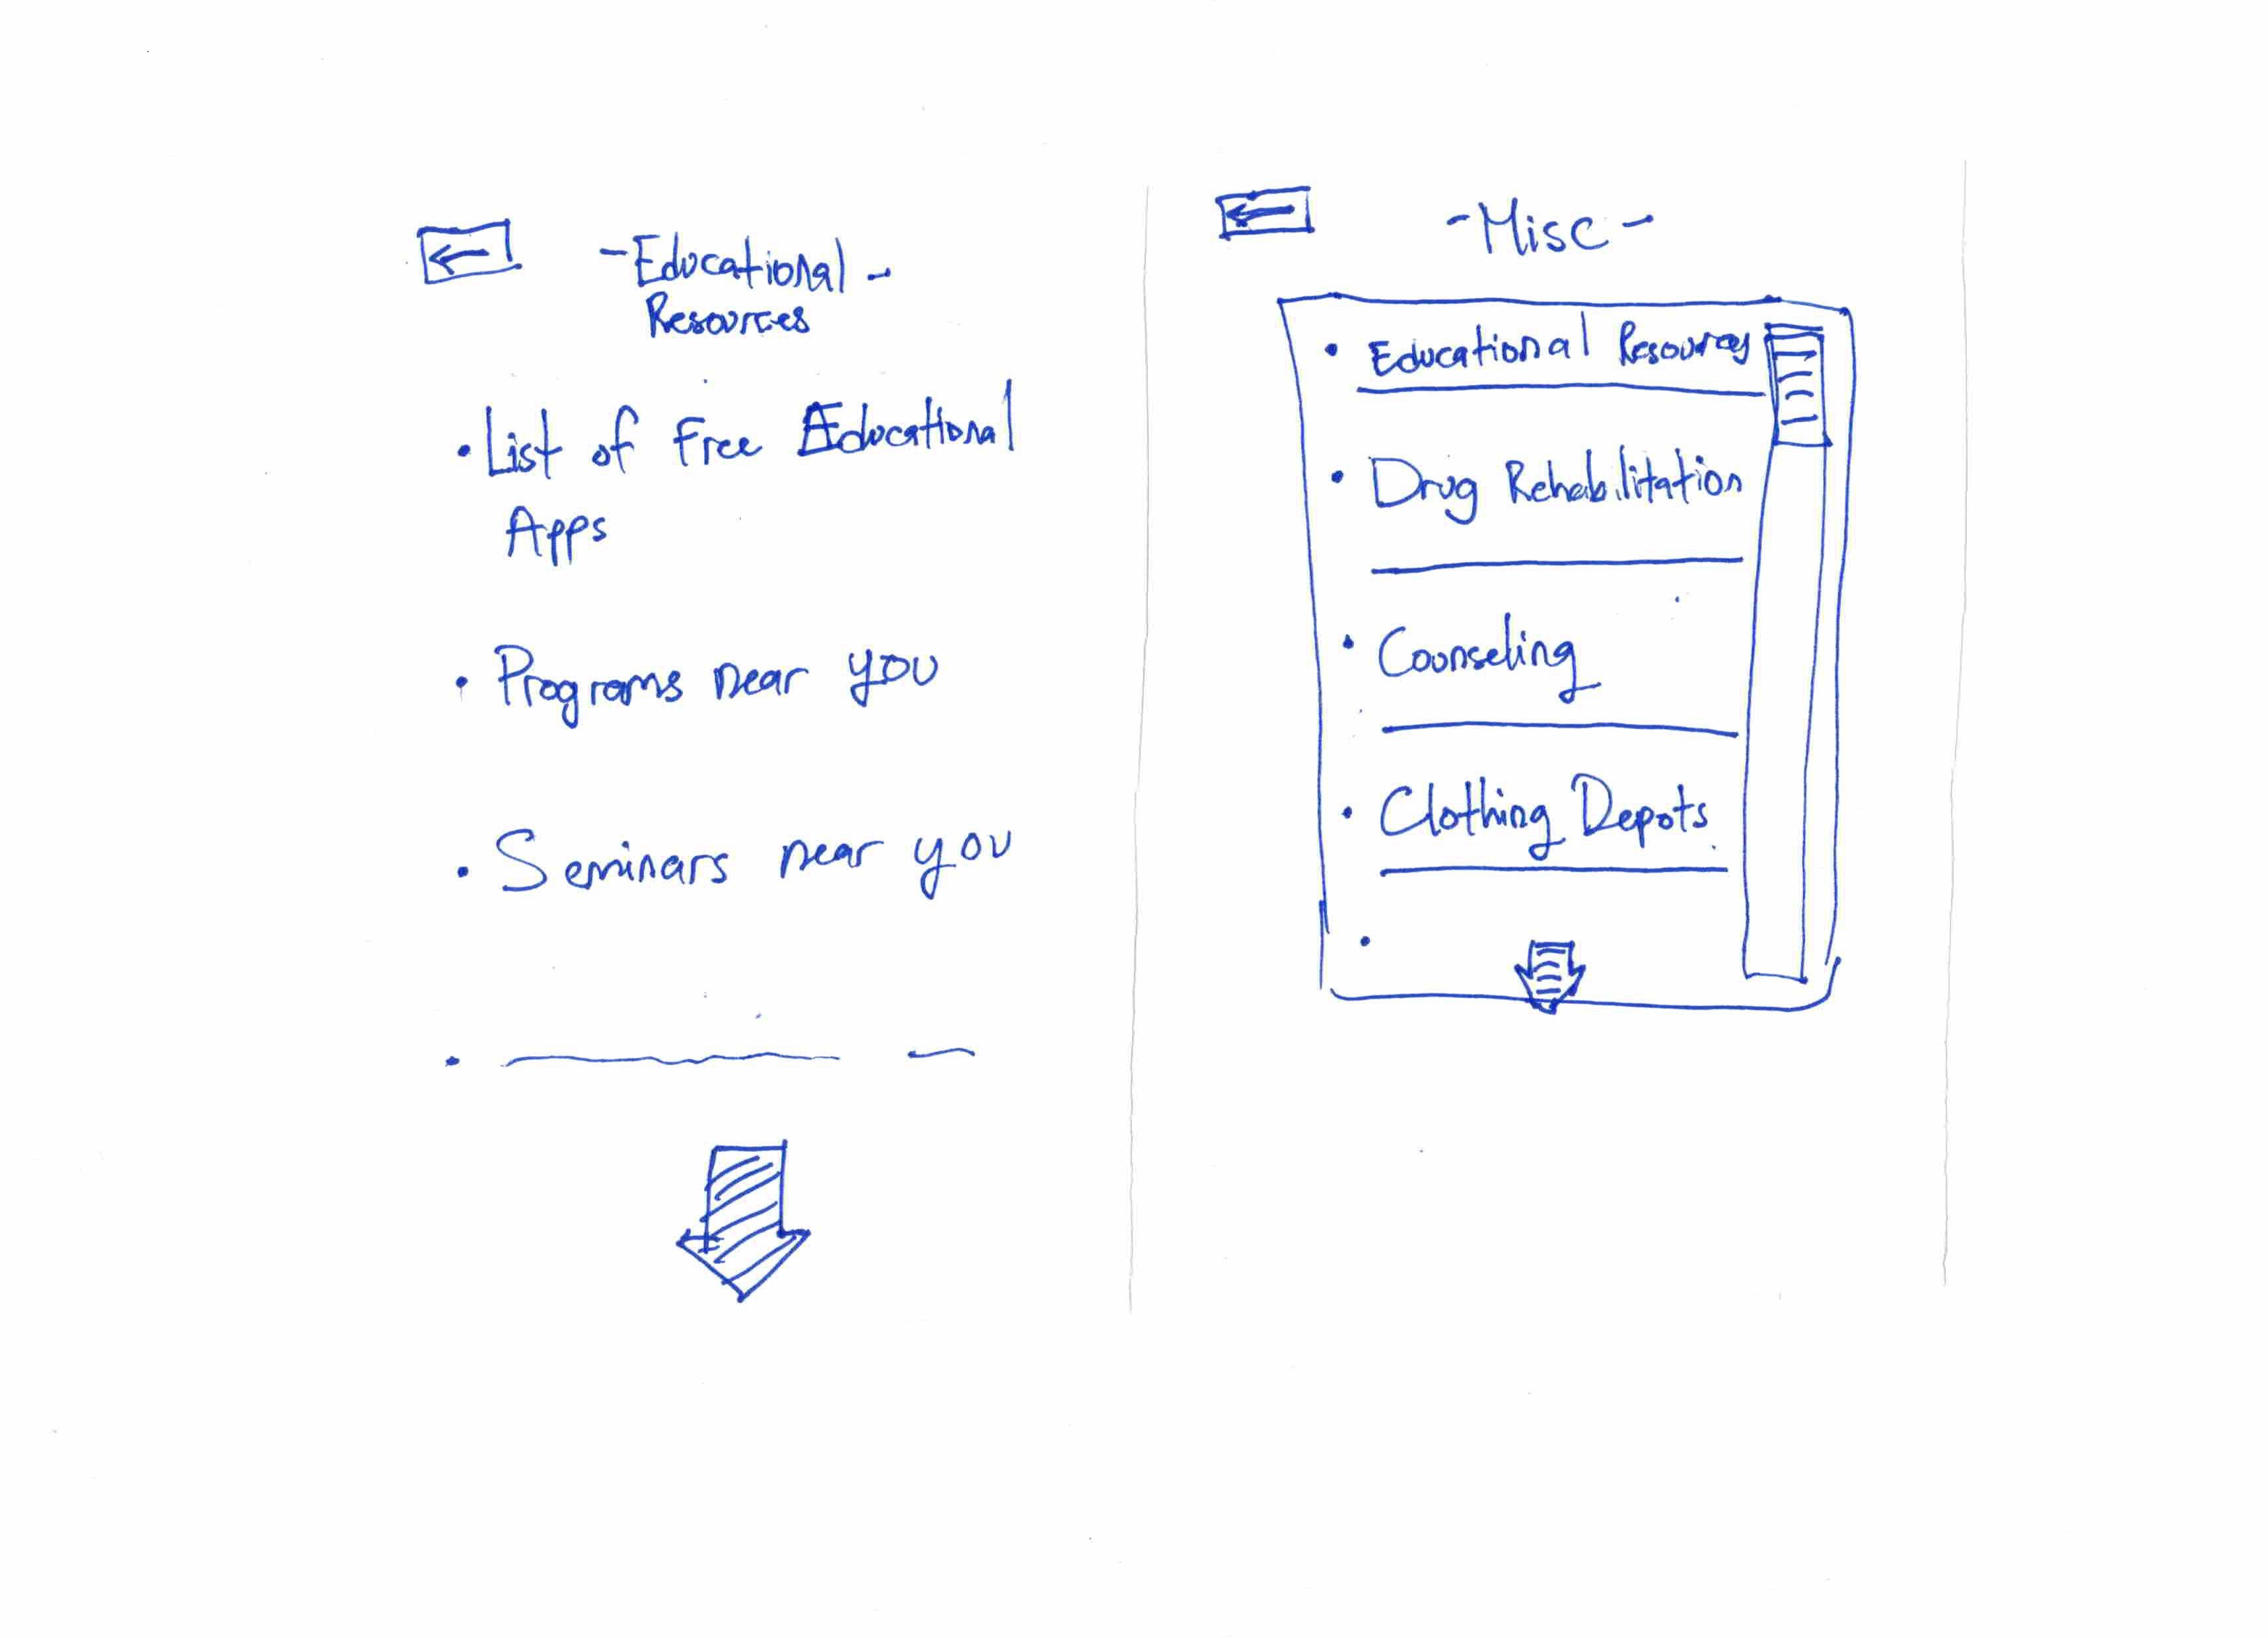 -Educational-
Resources
• List of Free Educational
Apps
• Programs near you
• Seminars near you
-Misc-
• Educational Resources
• Drug Rehabilitation
• Counseling
• Clothing Depots